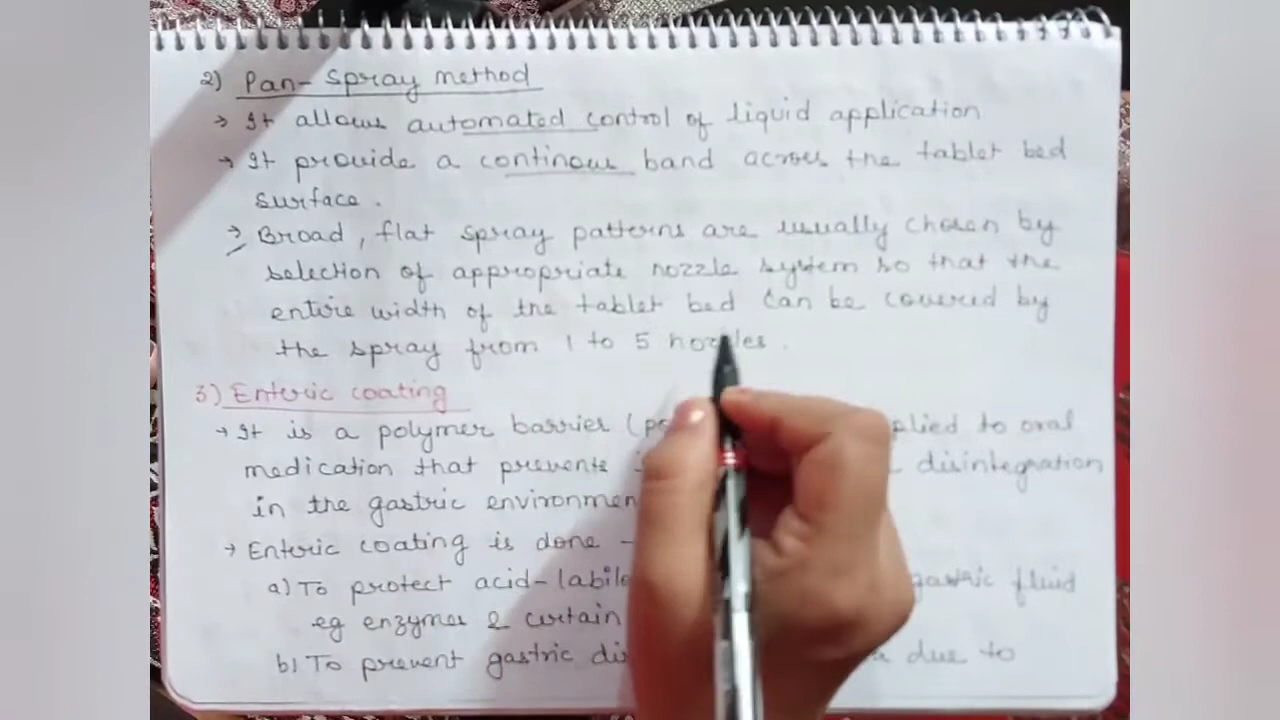 2) Pan- Spray method
→ It allows automated control of liquid application
→ It provide a continous band across the tablet bed
surface.
→ Broad, flat spray patterns are usually chosen by
selection of appropriate nozzle system so that the
entire width of the tablet bed can be covered by
the spray from 1 to 5 nozzles.
3) Enteric coating
→ It is a polymer barrier ( to oral
medication that prevents disintegration
in the gastric
→ Enteric coating is done -
a) To protect gastric fluid
eg enzymes & certain
b) To prevent gastric due to